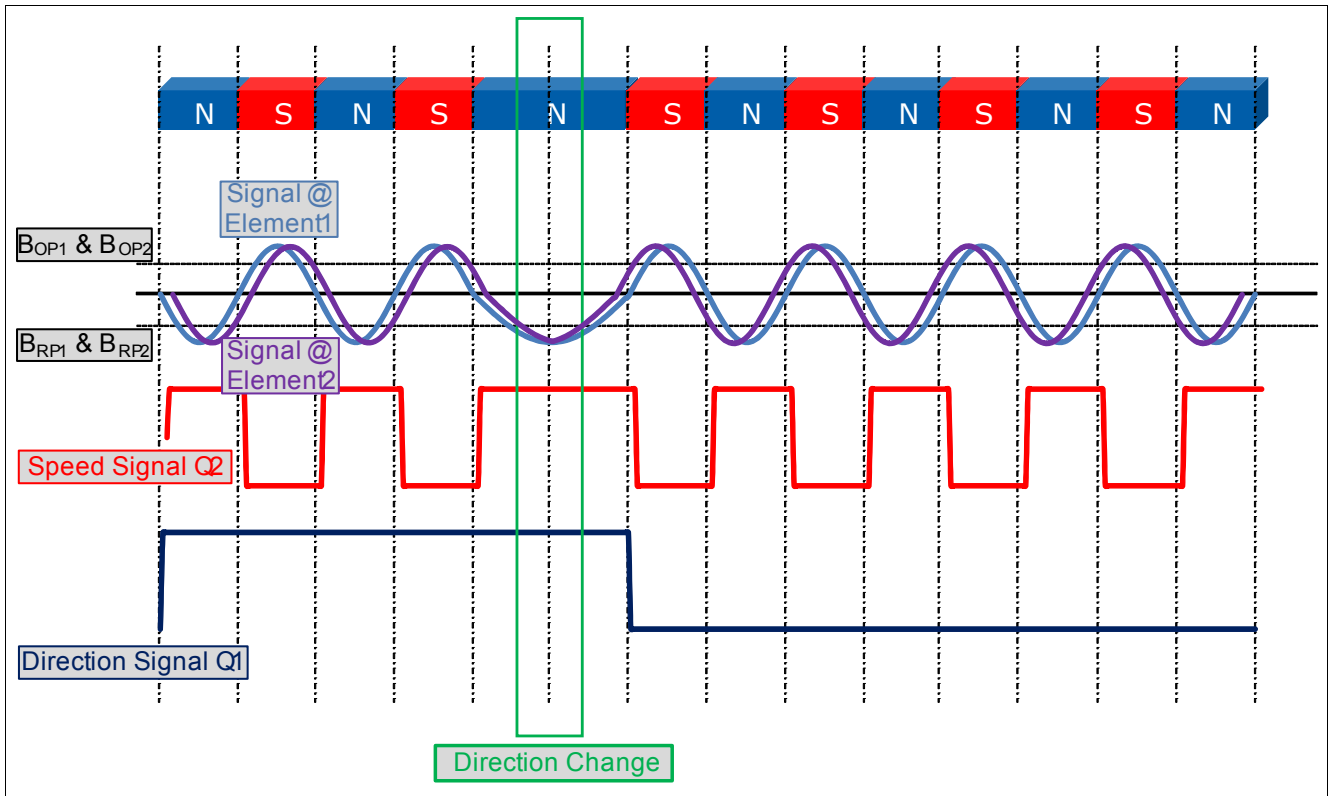 N S N S N S N S N S N S N
Signal @
Element1
BOP1 & BOP2
BRP1 & BRP2
Signal @
Element2
Speed Signal Q2
Direction Signal Q1
Direction Change